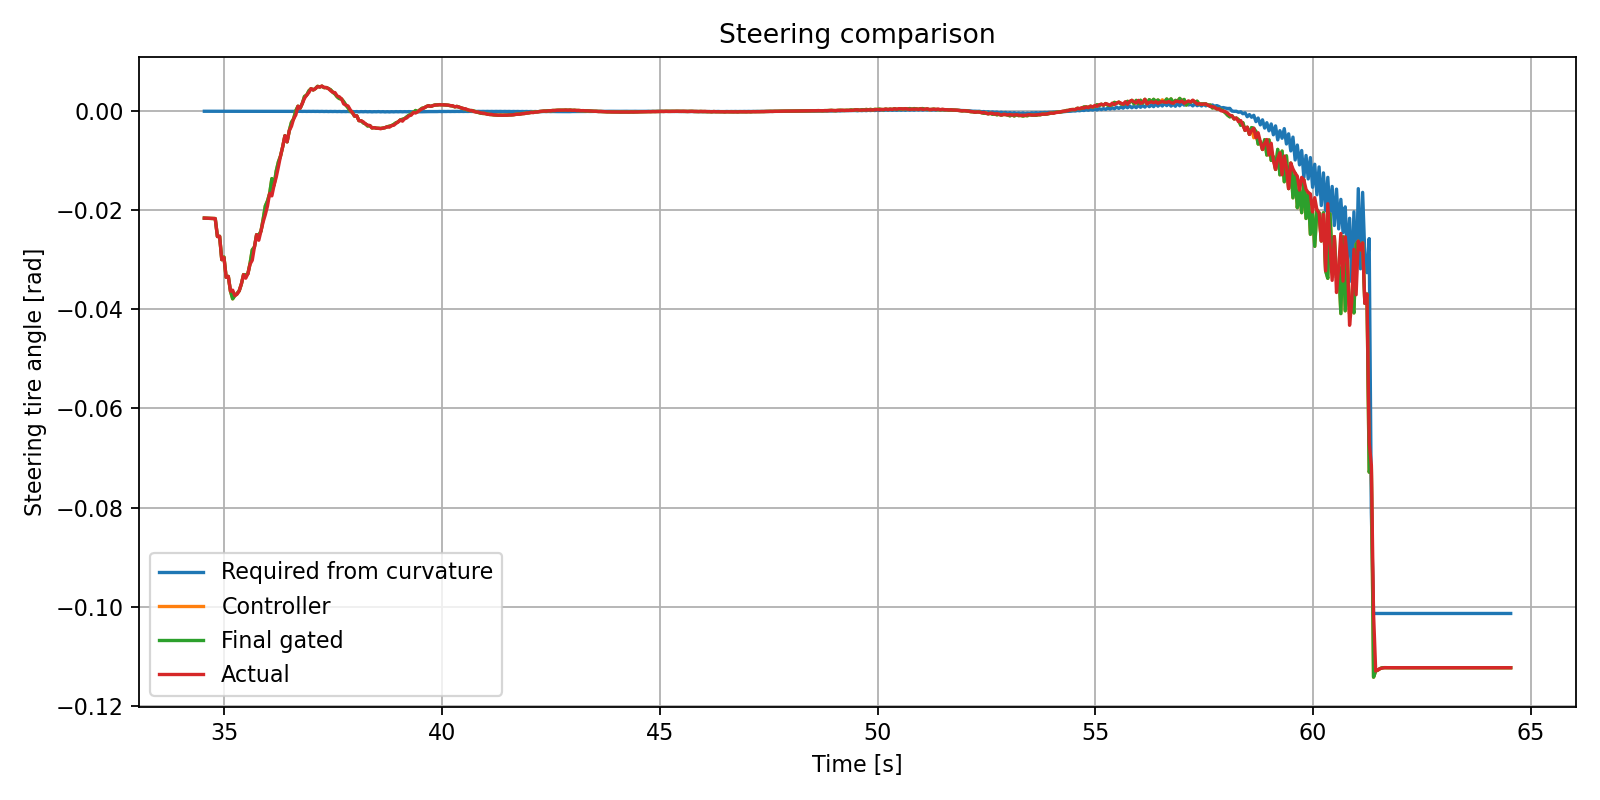 Steering comparison
Steering tire angle [rad]
0.00
−0.02
−0.04
−0.06
−0.08
−0.10
−0.12
Required from curvature
Controller
Final gated
Actual
35
40
45
50
55
60
65
Time [s]